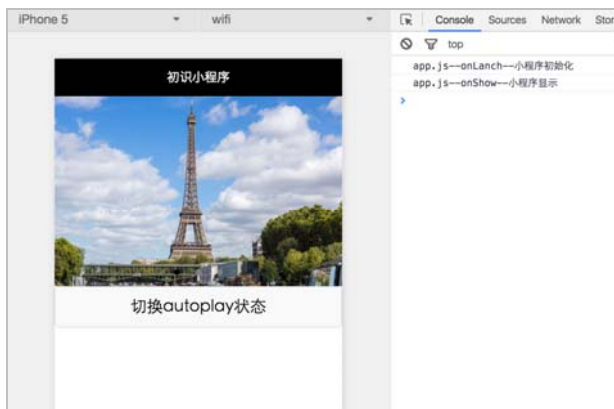 iPhone 5 wifi Console Sources Network Stor
top
app.js--onLanch--小程序初始化
app.js--onShow--小程序显示
初识小程序
切换autoplay状态